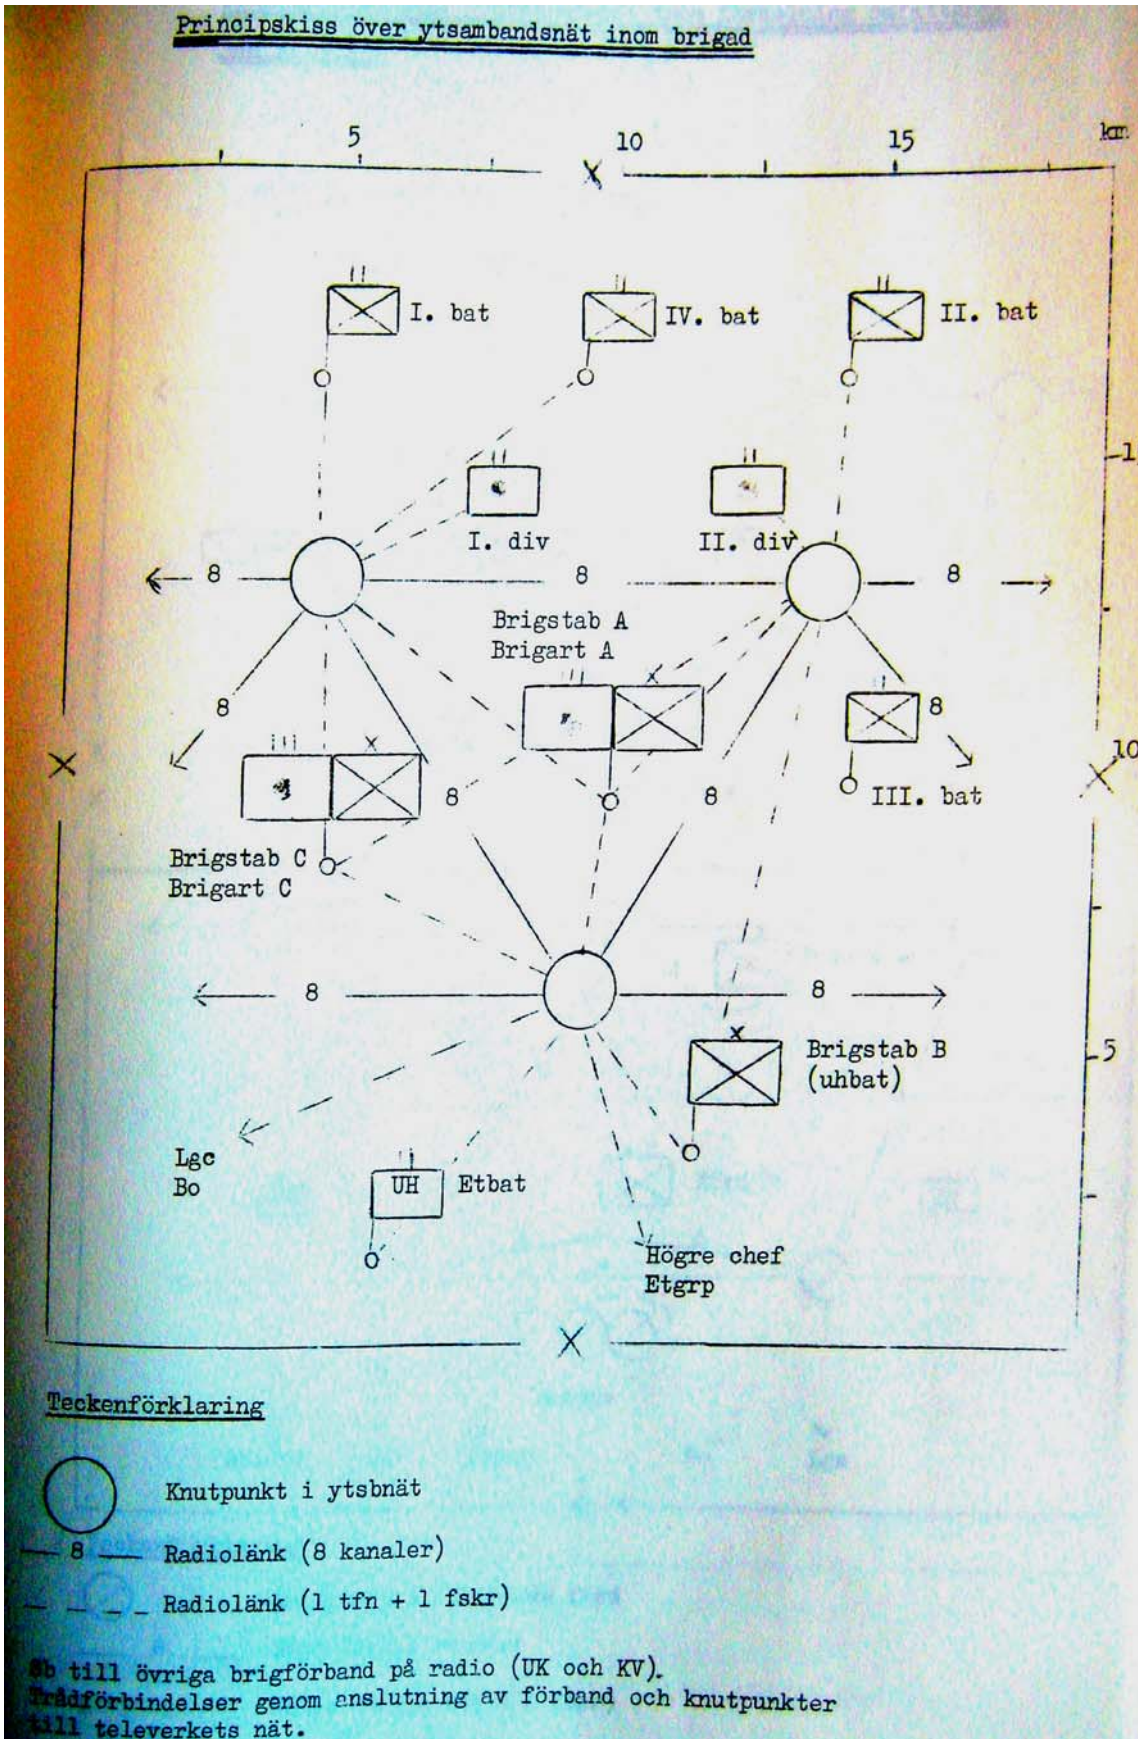 Principskiss över ytsambandsnät inom brigad
5 10 15 km
I. bat
IV. bat
II. bat
I. div
II. div
8 8 8
Brigstab A
Brigart A
8
8
10
8 8
III. bat
Brigstab C
Brigart C
8 8
Brigstab B
(uhbat)
5
Lgc
Bo
UH Etbat
Högre chef
Etgrp
Teckenförklaring
Knutpunkt i ytsbnät
8 Radiolänk (8 kanaler)
Radiolänk (1 tfn + 1 fskr)
Sb till övriga brigförband på radio (UK och KV).
Trådförbindelser genom anslutning av förband och knutpunkter
till televerkets nät.